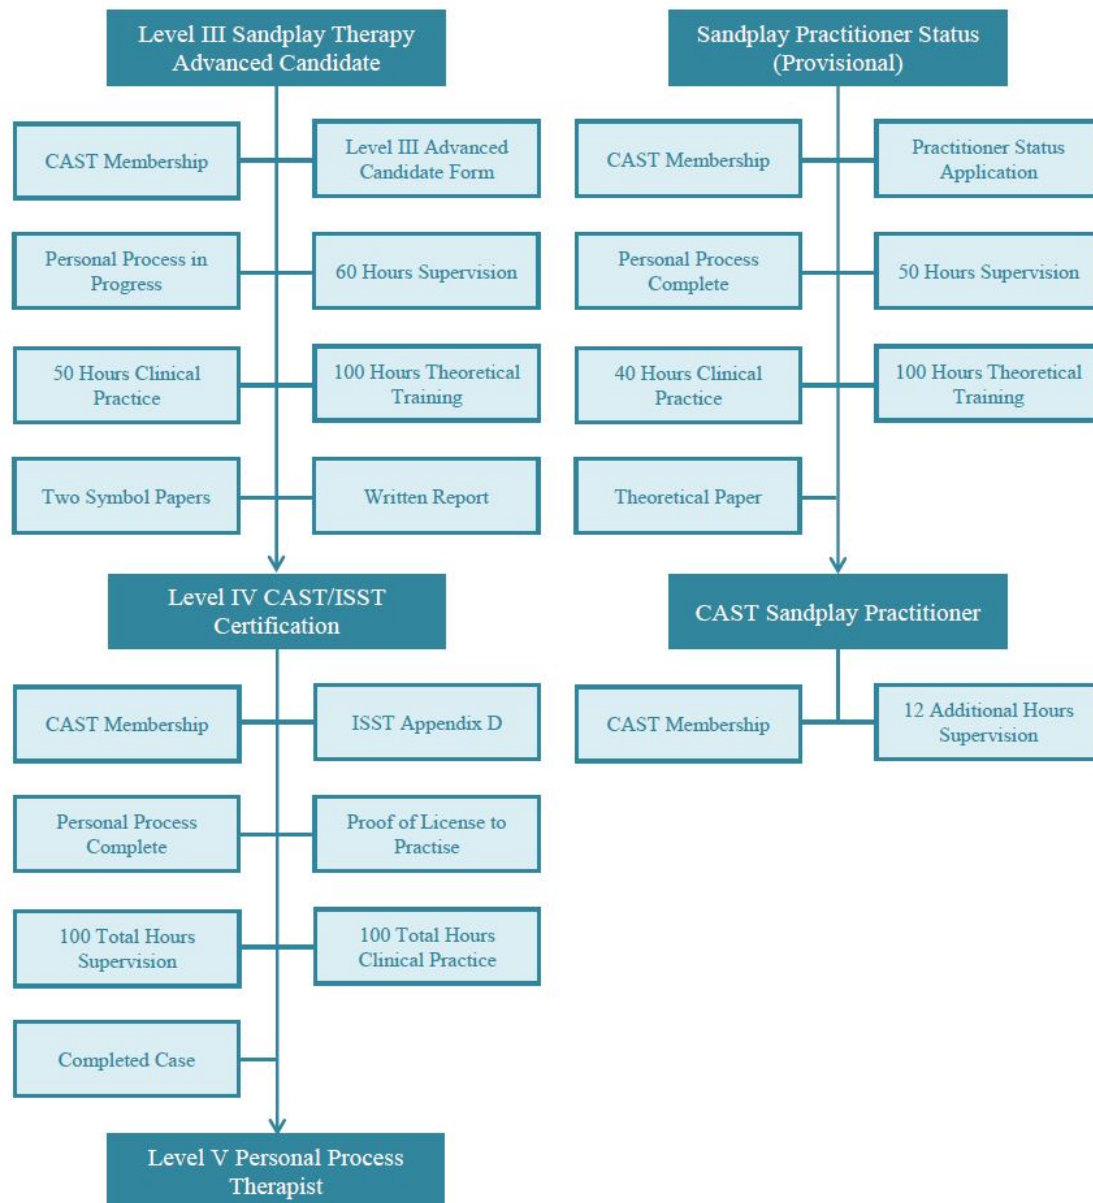 Level III Sandplay Therapy
Advanced Candidate
CAST Membership
Level III Advanced
Candidate Form
Personal Process in
Progress
60 Hours Supervision
50 Hours Clinical
Practice
100 Hours Theoretical
Training
Two Symbol Papers
Written Report
Level IV CAST/ISST
Certification
CAST Membership
ISST Appendix D
Personal Process
Complete
Proof of License to
Practise
100 Total Hours
Supervision
100 Total Hours
Clinical Practice
Completed Case
Level V Personal Process
Therapist
Sandplay Practitioner Status
(Provisional)
CAST Membership
Practitioner Status
Application
Personal Process
Complete
50 Hours Supervision
40 Hours Clinical
Practice
100 Hours Theoretical
Training
Theoretical Paper
CAST Sandplay Practitioner
CAST Membership
12 Additional Hours
Supervision